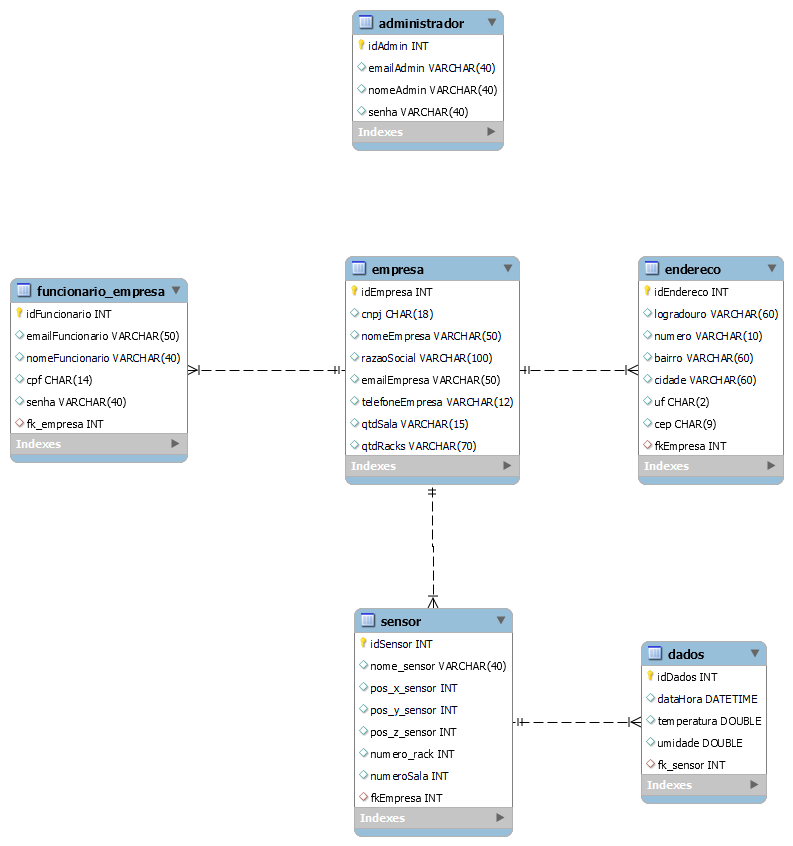 administrador
idAdmin INT
emailAdmin VARCHAR(40)
nomeAdmin VARCHAR(40)
senha VARCHAR(40)
Indexes
funcionario_empresa
idFuncionario INT
emailFuncionario VARCHAR(50)
nomeFuncionario VARCHAR(40)
cpf CHAR(14)
senha VARCHAR(40)
fk_empresa INT
Indexes
empresa
idEmpresa INT
cnpj CHAR(18)
nomeEmpresa VARCHAR(50)
razaoSocial VARCHAR(100)
emailEmpresa VARCHAR(50)
telefoneEmpresa VARCHAR(12)
qtdSala VARCHAR(15)
qtdRacks VARCHAR(70)
Indexes
endereco
idEndereco INT
logradouro VARCHAR(60)
numero VARCHAR(10)
bairro VARCHAR(60)
cidade VARCHAR(60)
uf CHAR(2)
cep CHAR(9)
fkEmpresa INT
Indexes
sensor
idSensor INT
nome_sensor VARCHAR(40)
pos_x_sensor INT
pos_y_sensor INT
pos_z_sensor INT
numero_rack INT
numeroSala INT
fkEmpresa INT
Indexes
dados
idDados INT
dataHora DATETIME
temperatura DOUBLE
umidade DOUBLE
fk_sensor INT
Indexes